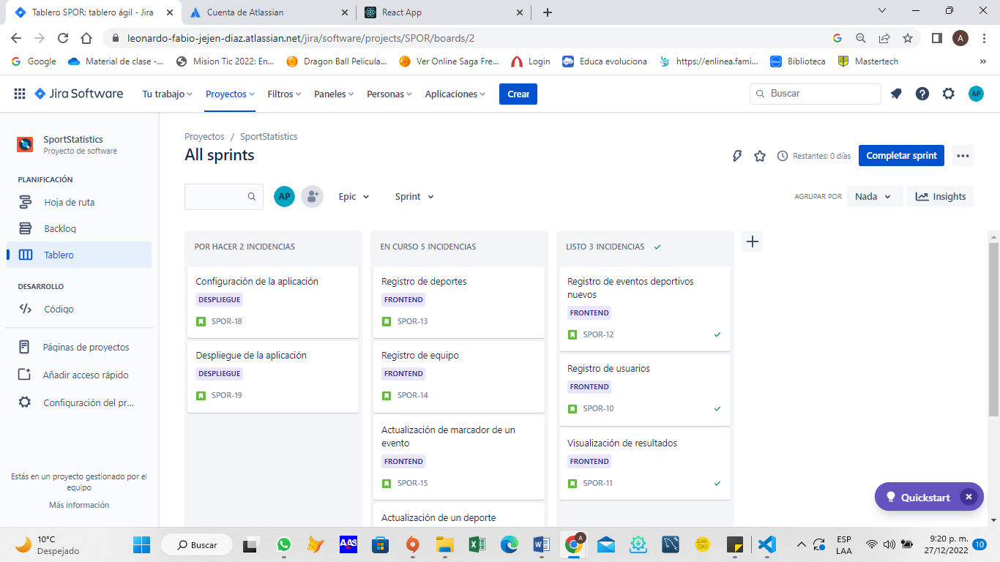 Tablero SPOR: tablero ágil - Jira
Cuenta de Atlassian
React App
leonardo-fabio-jejen-diaz.atlassian.net/jira/software/projects/SPOR/boards/2
A
Google
Material de clase -...
Mision Tic 2022: En...
Dragon Ball Pelicula...
Ver Online Saga Fre...
Login
Educa evoluciona
https://enlinea.fami...
Biblioteca
Mastertech
»
Jira Software
Tu trabajo
Proyectos
Filtros
Paneles
Personas
Aplicaciones
Crear
Buscar
AP
SportStatistics
Proyecto de software
PLANIFICACIÓN
Hoja de ruta
Backlog
Tablero
DESARROLLO
Código
Páginas de proyectos
Añadir acceso rápido
Configuración del pr...
Estás en un proyecto gestionado por el
equipo
Más información
Proyectos / SportStatistics
All sprints
Restantes: 0 días
Completar sprint
AP
Epic
Sprint
AGRUPAR POR
Nada
Insights
POR HACER 2 INCIDENCIAS
Configuración de la aplicación
DESPLIEGUE
SPOR-18
Despliegue de la aplicación
DESPLIEGUE
SPOR-19
EN CURSO 5 INCIDENCIAS
Registro de deportes
FRONTEND
SPOR-13
Registro de equipo
FRONTEND
SPOR-14
Actualización de marcador de un
evento
FRONTEND
SPOR-15
Actualización de un deporte
LISTO 3 INCIDENCIAS
Registro de eventos deportivos
nuevos
FRONTEND
SPOR-12
Registro de usuarios
FRONTEND
SPOR-10
Visualización de resultados
FRONTEND
SPOR-11
Quickstart
10°C
Despejado
Buscar
A
ESP
LAA
9:20 p. m.
27/12/2022
10